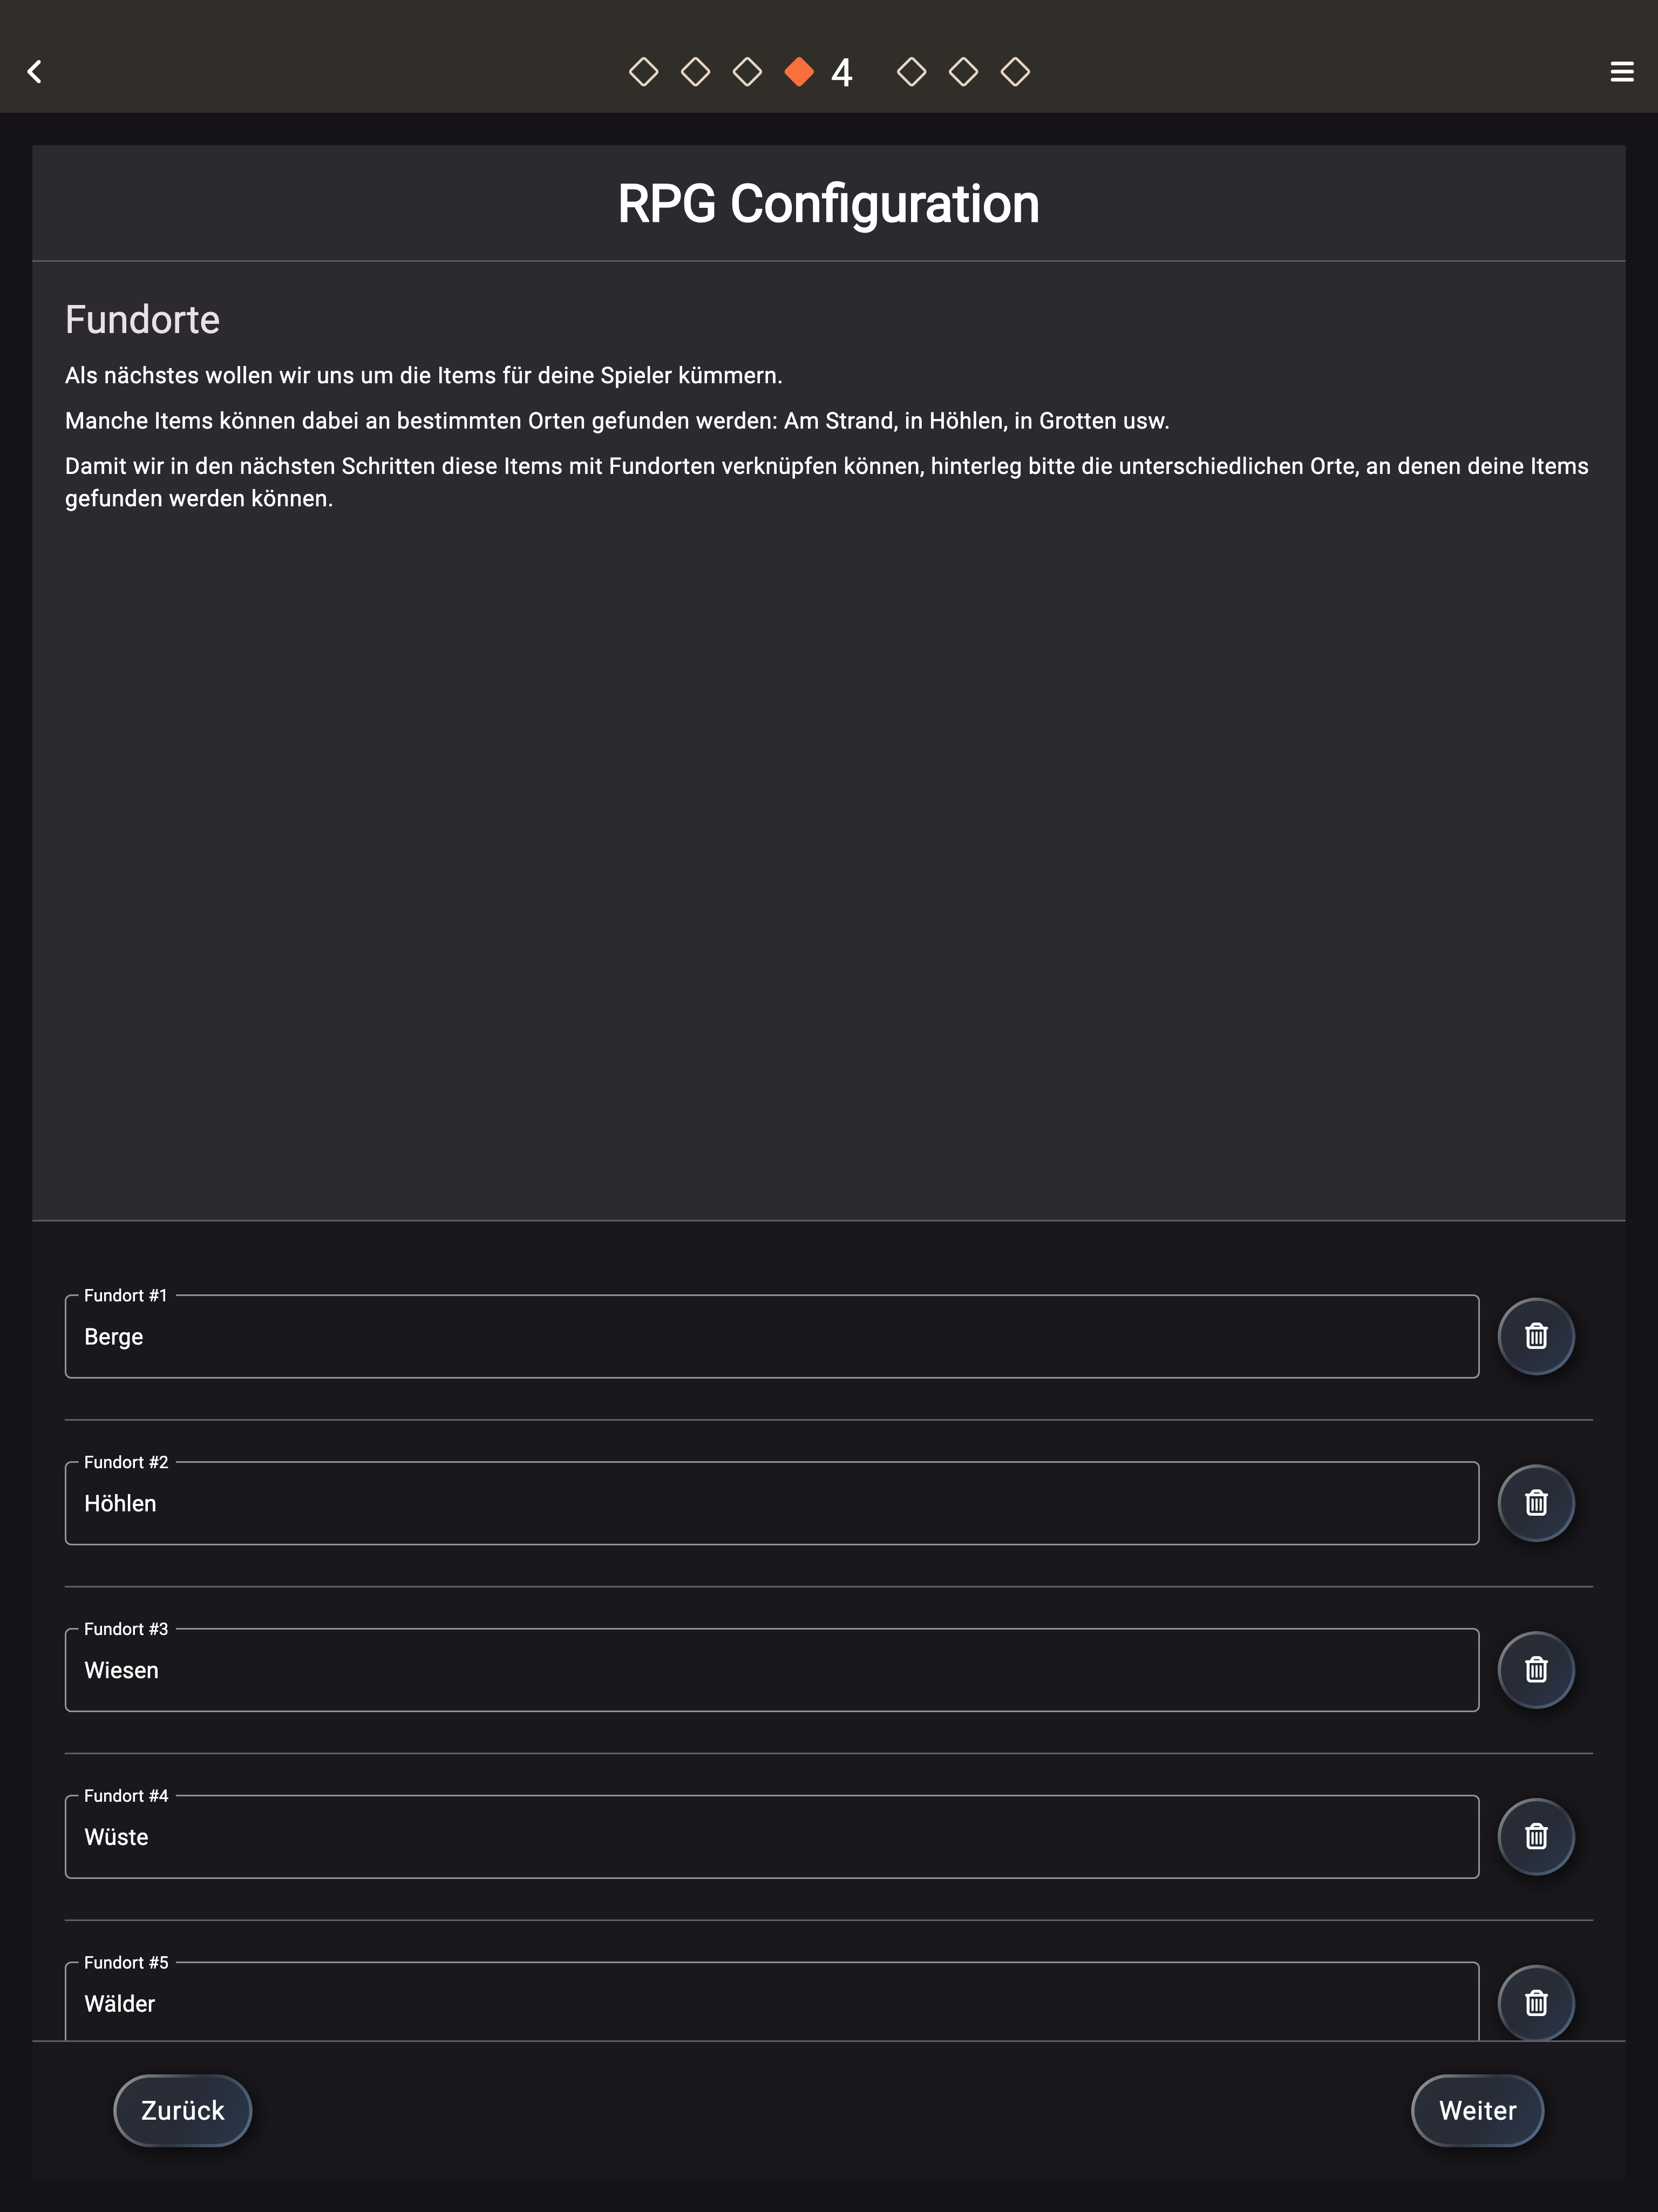 4
RPG Configuration
Fundorte
Als nächstes wollen wir uns um die Items für deine Spieler kümmern.
Manche Items können dabei an bestimmten Orten gefunden werden: Am Strand, in Höhlen, in Grotten usw.
Damit wir in den nächsten Schritten diese Items mit Fundorten verknüpfen können, hinterleg bitte die unterschiedlichen Orte, an denen deine Items
gefunden werden können.
Fundort #1
Berge
Fundort #2
Höhlen
Fundort #3
Wiesen
Fundort #4
Wüste
Fundort #5
Wälder
Zurück
Weiter